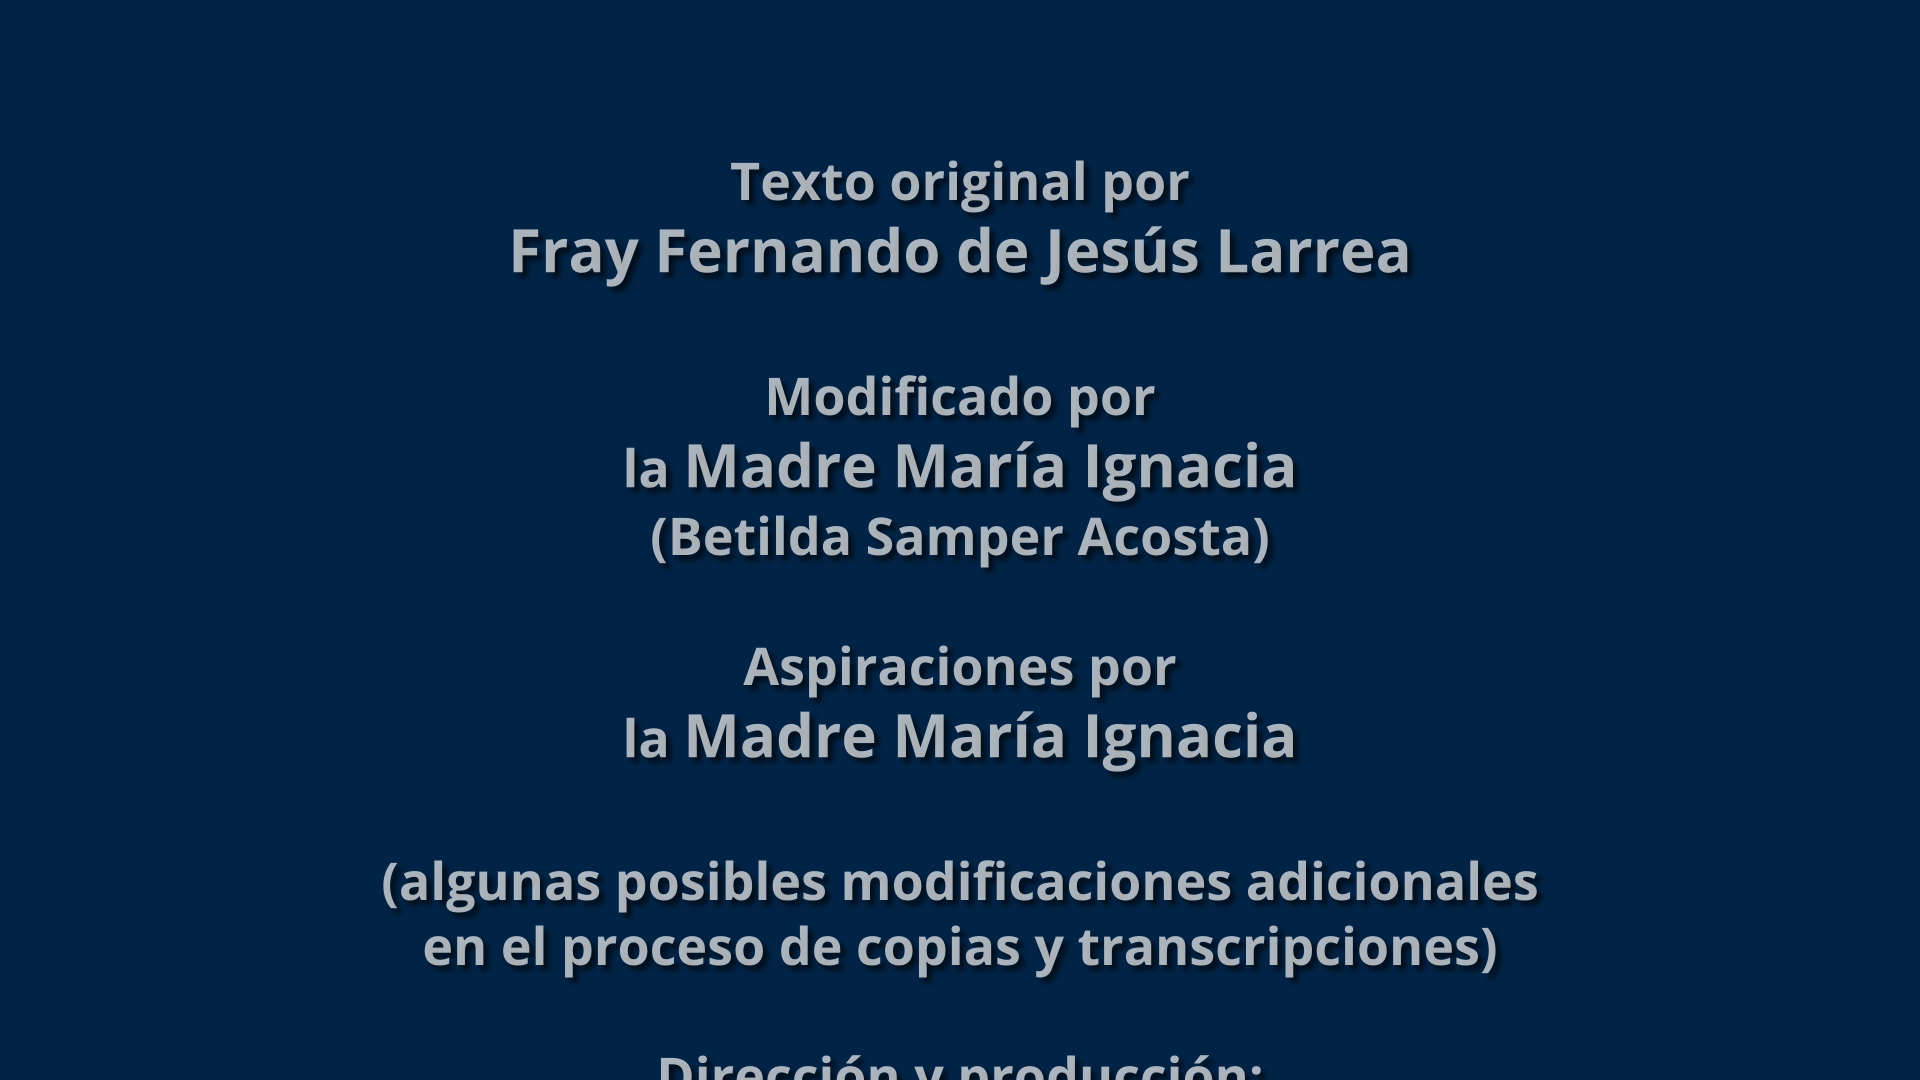 Texto original por
Fray Fernando de Jesús Larrea
Modificado por
la Madre María Ignacia
(Betilda Samper Acosta)
Aspiraciones por
la Madre María Ignacia
(algunas posibles modificaciones adicionales
en el proceso de copias y transcripciones)
Dirección y producción: